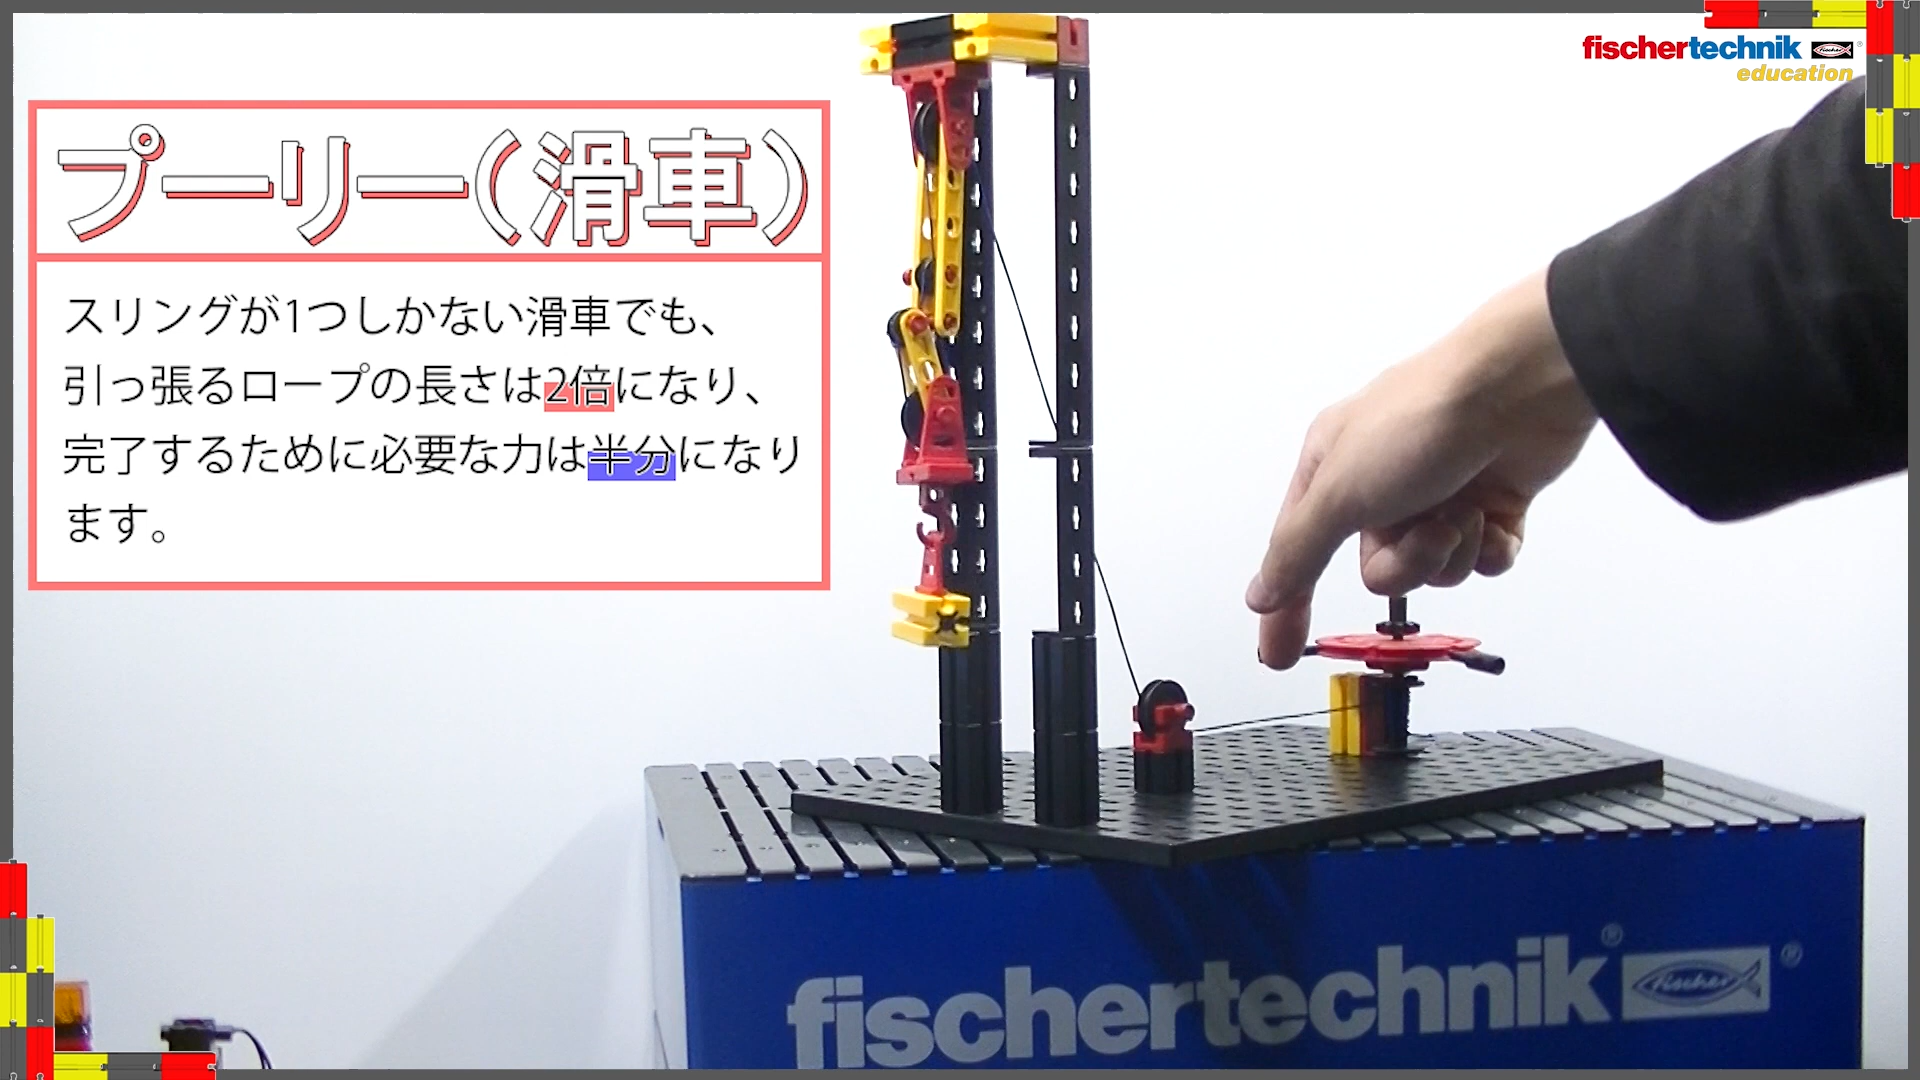 fischertechnik fischer ®
education
プーリー(滑車)
スリングが1つしかない滑車でも、
引っ張るロープの長さは2倍になり、
完了するために必要な力は半分になり
ます。
fischertechnik ® fischer ®